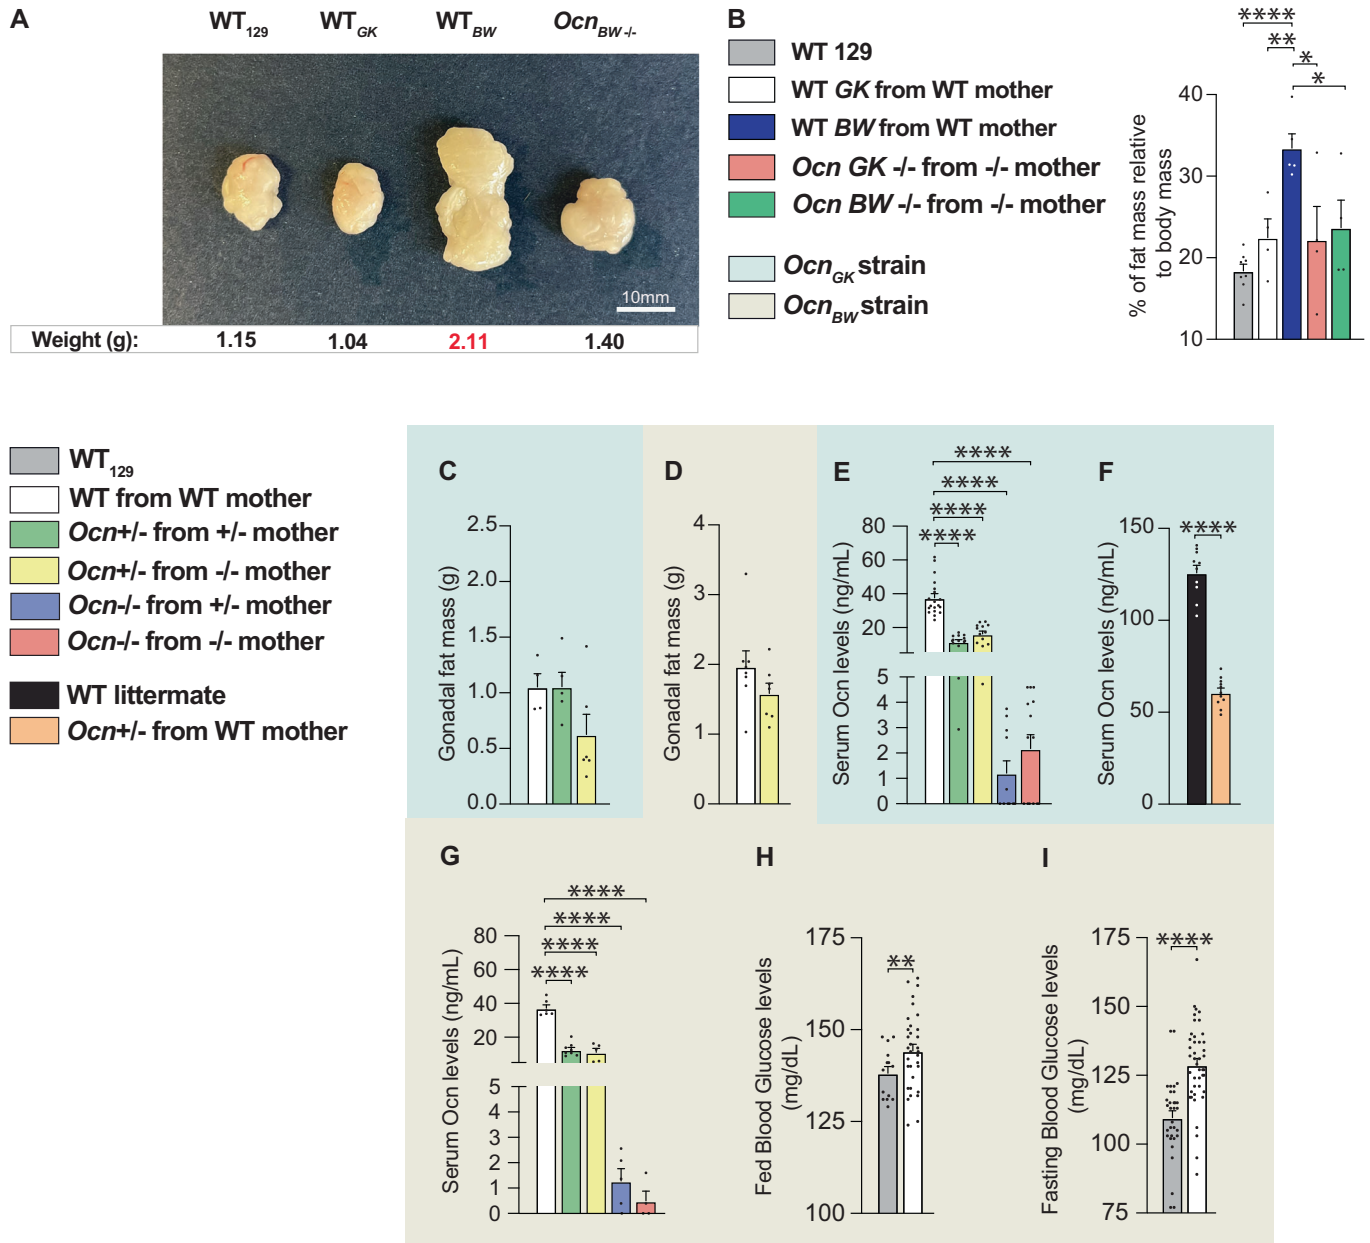 A
WT129 WTGK WTBW OcnBW-/-
10mm
Weight (g): 1.15 1.04 2.11 1.40
B
WT 129
WT GK from WT mother
WT BW from WT mother
Ocn GK -/- from -/- mother
Ocn BW -/- from -/- mother
OcnGK strain
OcnBW strain
% of fat mass relative
to body mass
40
30
20
10
****
**
*
*
WT129
WT from WT mother
Ocn+/- from +/- mother
Ocn+/- from -/- mother
Ocn-/- from +/- mother
Ocn-/- from -/- mother
WT littermate
Ocn+/- from WT mother
C
Gonadal fat mass (g)
2.5
2.0
1.5
1.0
0.5
0.0
D
Gonadal fat mass (g)
4
3
2
1
0
E
Serum Ocn levels (ng/mL)
80
60
40
20
5
4
3
2
1
0
****
****
****
****
F
Serum Ocn levels (ng/mL)
150
100
50
0
****
G
Serum Ocn levels (ng/mL)
80
60
40
20
5
4
3
2
1
0
****
****
****
****
H
Fed Blood Glucose levels
(mg/dL)
175
150
125
100
**
I
Fasting Blood Glucose levels
(mg/dL)
175
150
125
100
75
****